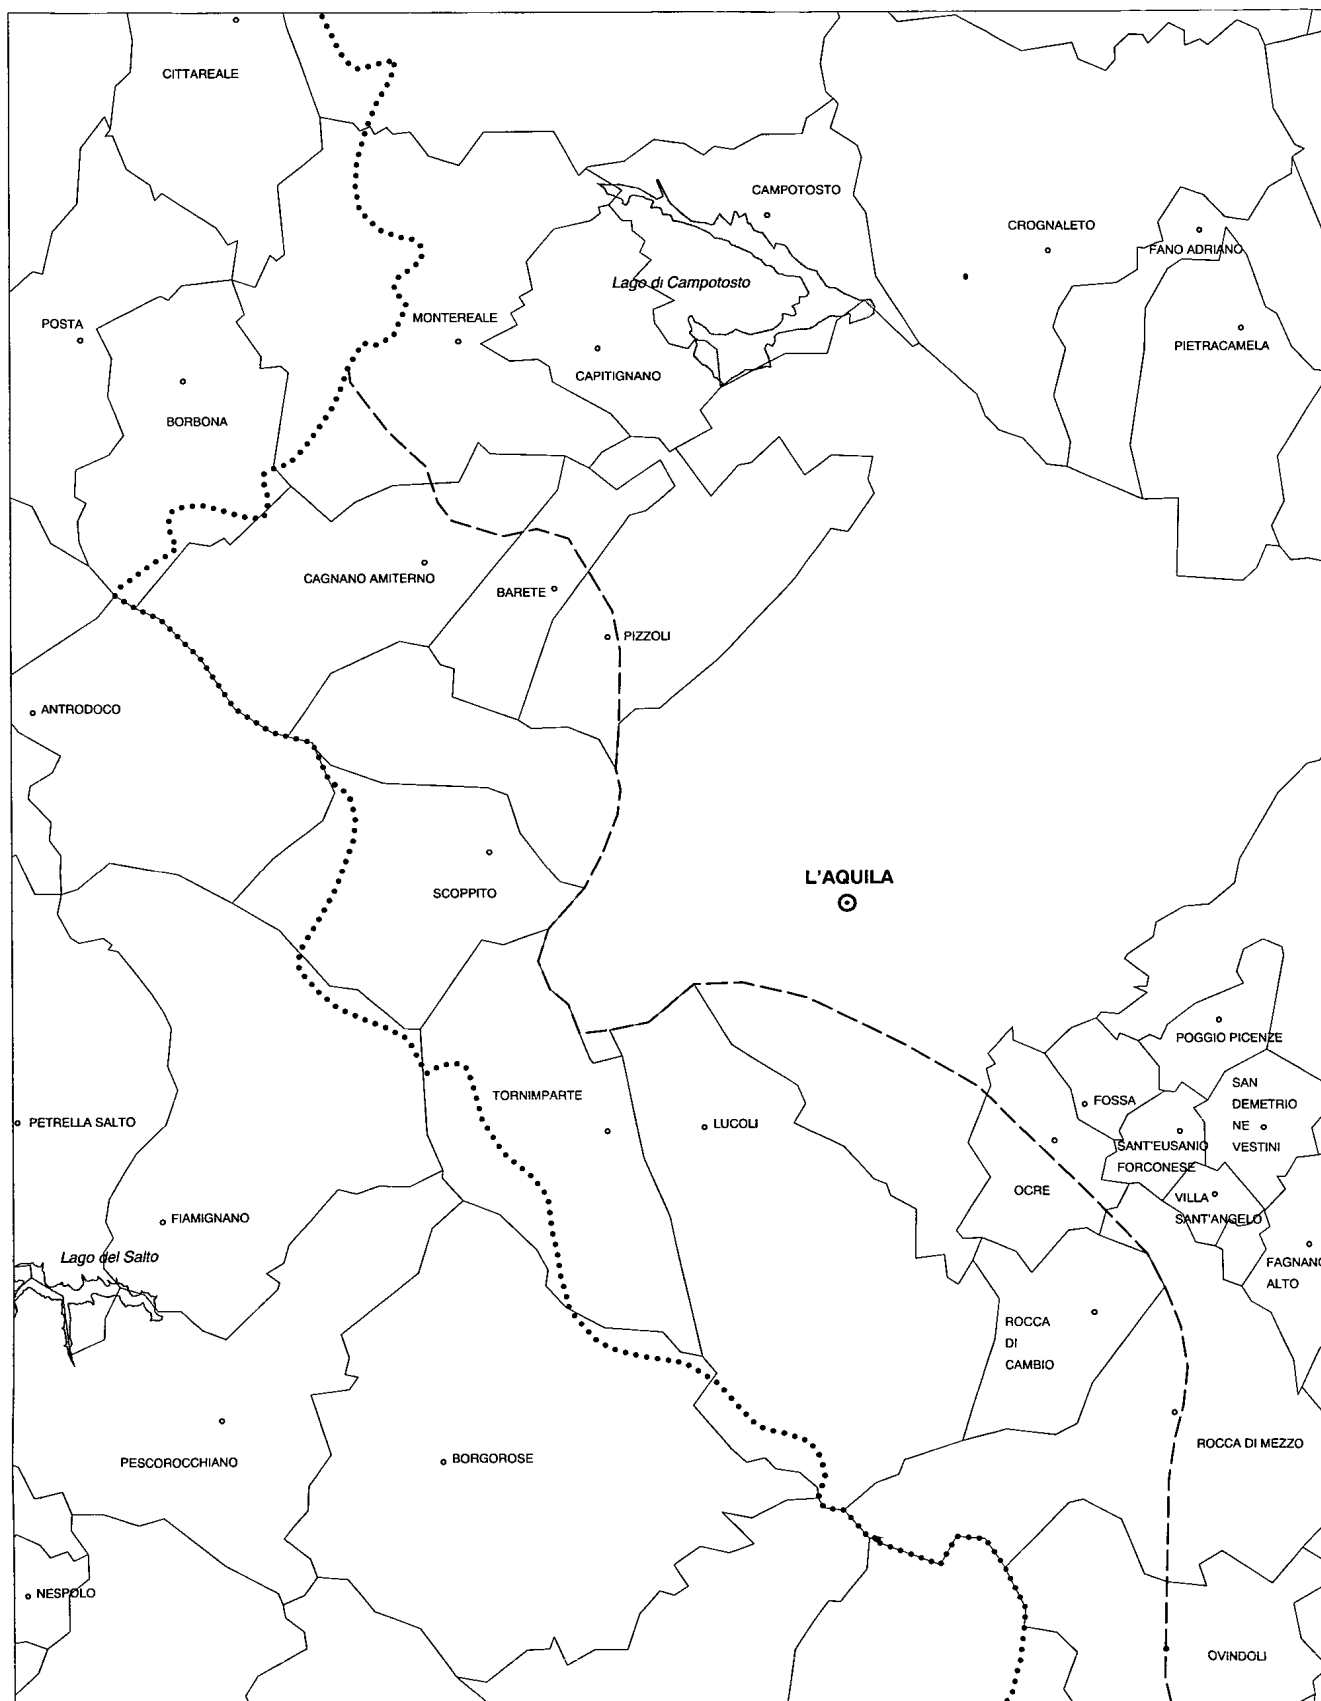 CITTAREALE
CAMPOTOSTO
CROGNALETO
FANO ADRIANO
Lago di Campotosto
POSTA
MONTEREALE
PIETRACAMELA
CAPITIGNANO
BORBONA
CAGNANO AMITERNO
BARETE
PIZZOLI
ANTRODOCO
L'AQUILA
SCOPPITO
POGGIO PICENZE
SAN
DEMETRIO
NE
VESTINI
TORNIMPARTE
FOSSA
PETRELLA SALTO
LUCOLI
SANT'EUSANIO
FORCONESE
OCRE
VILLA
SANT'ANGELO
FIAMIGNANO
Lago del Salto
FAGNANO
ALTO
ROCCA
DI
CAMBIO
ROCCA DI MEZZO
PESCOROCCHIANO
BORGOROSE
NESPOLO
OVINDOLI